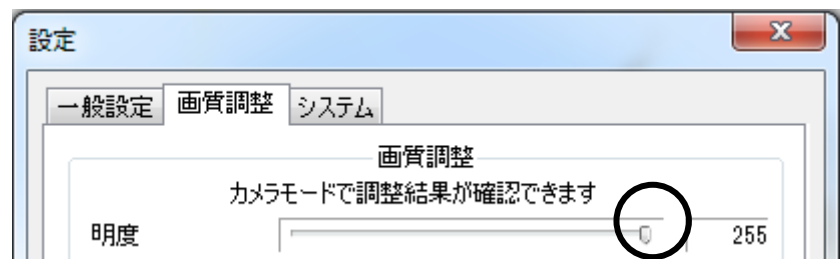 設定
一般設定 画質調整 システム
画質調整
カメラモードで調整結果が確認できます
明度 255